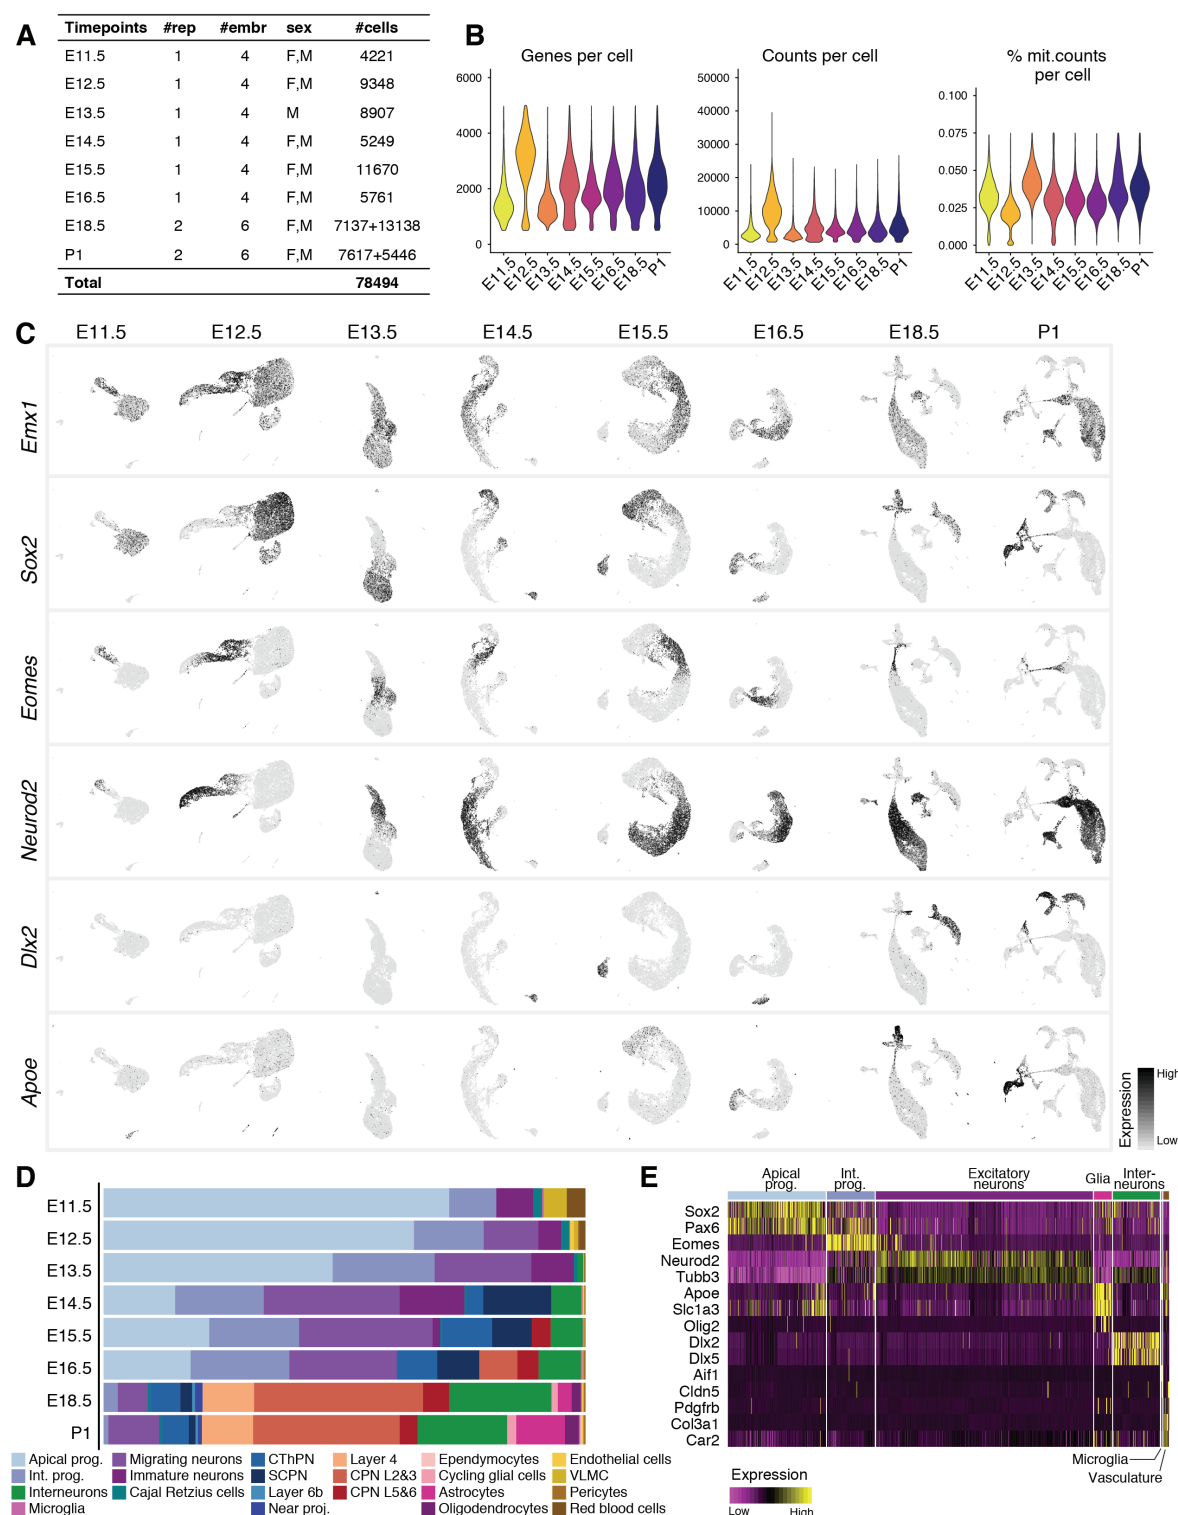 A
Timepoints #rep #embr sex #cells
E11.5 1 4 F,M 4221
E12.5 1 4 F,M 9348
E13.5 1 4 M 8907
E14.5 1 4 F,M 5249
E15.5 1 4 F,M 11670
E16.5 1 4 F,M 5761
E18.5 2 6 F,M 7137+13138
P1 2 6 F,M 7617+5446
Total 78494
B
Genes per cell
6000
4000
2000
0
E11.5 E12.5 E13.5 E14.5 E15.5 E16.5 E18.5 P1
Counts per cell
50000
40000
30000
20000
10000
0
E11.5 E12.5 E13.5 E14.5 E15.5 E16.5 E18.5 P1
% mit.counts
per cell
0.100
0.075
0.050
0.025
0.000
E11.5 E12.5 E13.5 E14.5 E15.5 E16.5 E18.5 P1
C
E11.5 E12.5 E13.5 E14.5 E15.5 E16.5 E18.5 P1
Emx1
Sox2
Eomes
Neurod2
Dlx2
Apoe
Expression
High
Low
D
E11.5
E12.5
E13.5
E14.5
E15.5
E16.5
E18.5
P1
Apical prog. Migrating neurons CThPN Layer 4 Ependymocytes Endothelial cells
Int. prog. Immature neurons SCPN CPN L2&3 Cycling glial cells VLMC
Interneurons Cajal Retzius cells Layer 6b CPN L5&6 Astrocytes Pericytes
Microglia Near proj. Oligodendrocytes Red blood cells
E
Apical
prog.
Int.
prog.
Excitatory
neurons
Glia
Inter-
neurons
Sox2
Pax6
Eomes
Neurod2
Tubb3
Apoe
Slc1a3
Olig2
Dlx2
Dlx5
Aif1
Cldn5
Pdgfrb
Col3a1
Car2
Microglia
Vasculature
Expression
Low High